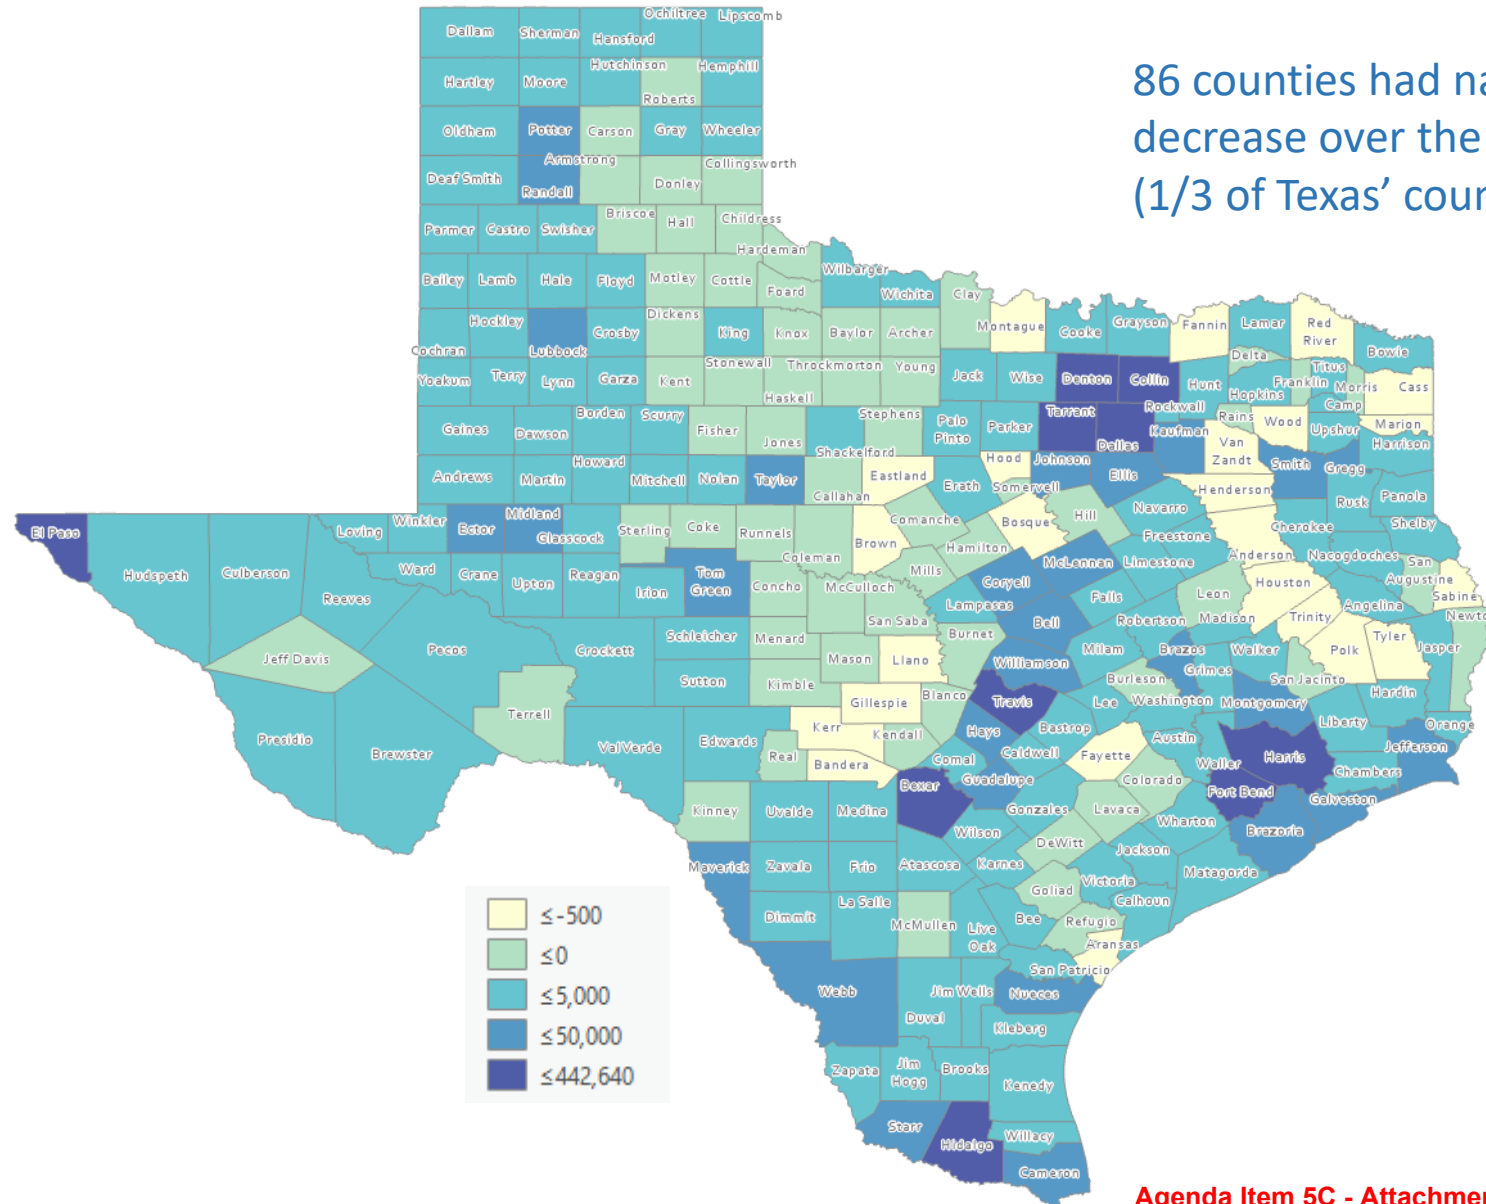 86 counties had na
decrease over the
(1/3 of Texas' coun
Ochiltree Lipscomb
Dallam Sherman Hansford
Hutchinson
Hartley Moore Hemphill
Roberts
Oldham Potter Carson Gray Wheeler
Armstrong Collingsworth
Deaf Smith Randall Donley
Briscoe Childress
Parmer Castro Swisher Hall
Hardeman
Bailey Lamb Hale Floyd Motley Cottle Foard Wilbarger
Wichita Clay
Hockley Dickens
Cochran Lubbock Crosby King Knox Baylor Archer Montague Cooke Grayson Fannin Lamar Red
River
Bowie
Delta
Stonewall Throckmorton Young
Yoakum Terry Lynn Garza Kent Haskell Jack Wise Denton Collin Hunt Hopkins Franklin Titus
Morris Cass
Camp
Rockwall
Borden Scurry Stephens
Gaines Dawson Fisher Jones Shackelford Palo
Pinto Parker Tarrant Dallas Kaufman Rains Wood Upshur Marion
Harrison
Van
Zandt
Howard
Andrews Martin Mitchell Nolan Taylor Callahan Eastland Hood Johnson Ellis Smith Gregg
Erath Somervell Henderson Rusk Panola
El Paso Hudspeth Culberson Loving Winkler Ector Midland Glasscock Sterling Coke Runnels Coleman Brown Comanche Bosque Hill Navarro Cherokee Shelby
Freestone Anderson Nacogdoches
Hamilton McLennan Limestone San
Augustine
Ward Crane Upton Reagan Irion Tom
Green Concho McCulloch Mills Coryell Houston Sabine
Reeves Leon
San Saba Lampasas Falls Madison Trinity Angelina Newto
Bell Robertson
Jeff Davis Pecos Crockett Schleicher Menard Mason Llano Burnet Milam Brazos Walker Polk Tyler Jasper
Williamson Grimes
Sutton Kimble Burleson San Jacinto Hardin
Gillespie Blanco Travis Lee Washington Montgomery
Presidio Brewster Terrell Val Verde Edwards Kerr Kendall Hays Bastrop Austin Liberty Orange
Real Bandera Comal Caldwell Fayette Waller Harris Jefferson
Chambers
Bexar Guadalupe Colorado Fort Bend
Galveston
Kinney Uvalde Medina Gonzales Lavaca Wharton Brazoria
Wilson
DeWitt
Maverick Zavala Frio Atascosa Karnes Jackson
Goliad Victoria Matagorda
Dimmit La Salle McMullen Live
Oak Bee Calhoun
Refugio
Aransas
San Patricio
Webb Jim Wells Nueces
Duval Kleberg
Zapata Jim
Hogg Brooks Kenedy
Starr Hidalgo Willacy
Cameron
≤-500
≤0
≤5,000
≤50,000
≤442,640
Agenda Item 5C - Attachmen